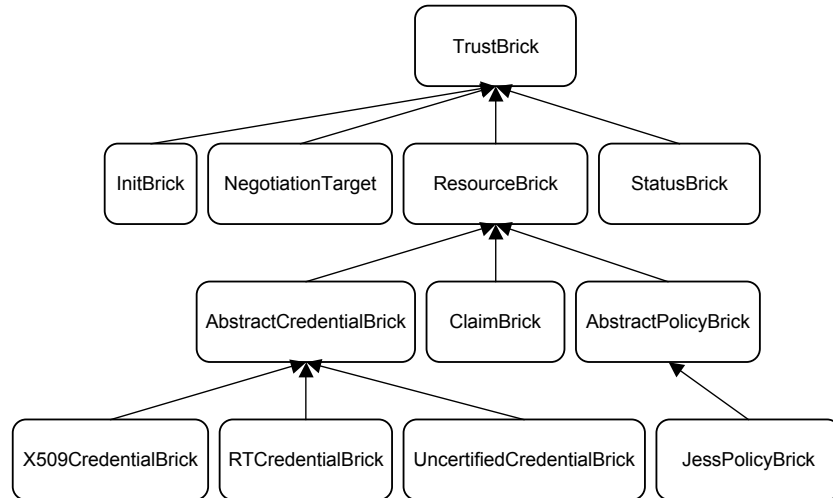 TrustBrick
InitBrick
NegotiationTarget
ResourceBrick
StatusBrick
AbstractCredentialBrick
ClaimBrick
AbstractPolicyBrick
X509CredentialBrick
RTCredentialBrick
UncertifiedCredentialBrick
JessPolicyBrick